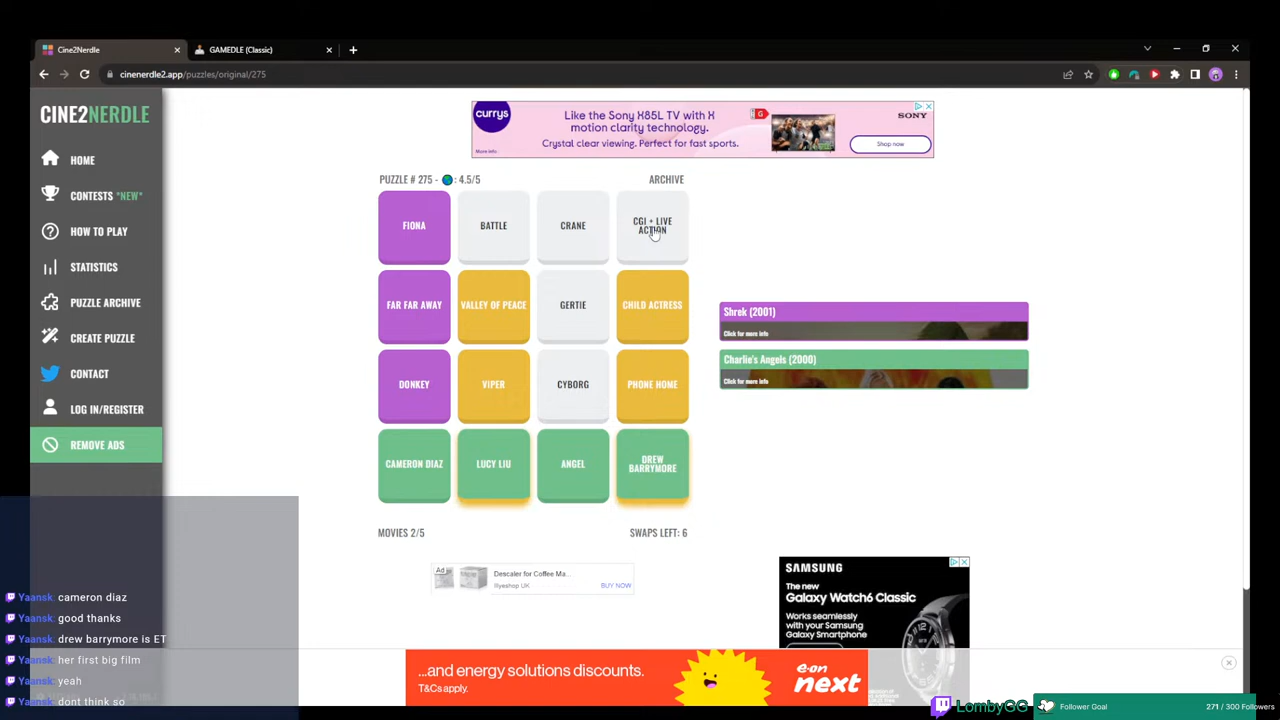 Cine2Nerdle
GAMEDLE (Classic)
cinenerdle2.app/puzzles/original/275
CINE2NERDLE
HOME
CONTESTS *NEW*
HOW TO PLAY
STATISTICS
PUZZLE ARCHIVE
CREATE PUZZLE
CONTACT
LOG IN/REGISTER
REMOVE ADS
currys
More info.
Like the Sony X85L TV with X
motion clarity technology.
Crystal clear viewing. Perfect for fast sports.
G
SONY
Shop now
PUZZLE # 275 - : 4.5/5
ARCHIVE
FIONA
BATTLE
CRANE
CGI + LIVE
ACTION
FAR FAR AWAY
VALLEY OF PEACE
GERTIE
CHILD ACTRESS
DONKEY
VIPER
CYBORG
PHONE HOME
CAMERON DIAZ
LUCY LIU
ANGEL
DREW
BARRYMORE
MOVIES 2/5
SWAPS LEFT: 6
Shrek (2001)
Click for more info
Charlie's Angels (2000)
Click for more info
Ad
Descaler for Coffee Ma...
Ilyeshop UK
BUY NOW
SAMSUNG
The new
Galaxy Watch6 Classic
Works seamlessly
with your Samsung
Galaxy Smartphone
...and energy solutions discounts.
T&Cs apply.
e·on
next
Yaansk: cameron diaz
Yaansk: good thanks
Yaansk: drew barrymore is ET
Yaansk: her first big film
Yaansk: yeah
Yaansk: dont think so
LombyGG
Follower Goal
271 / 300 Followers